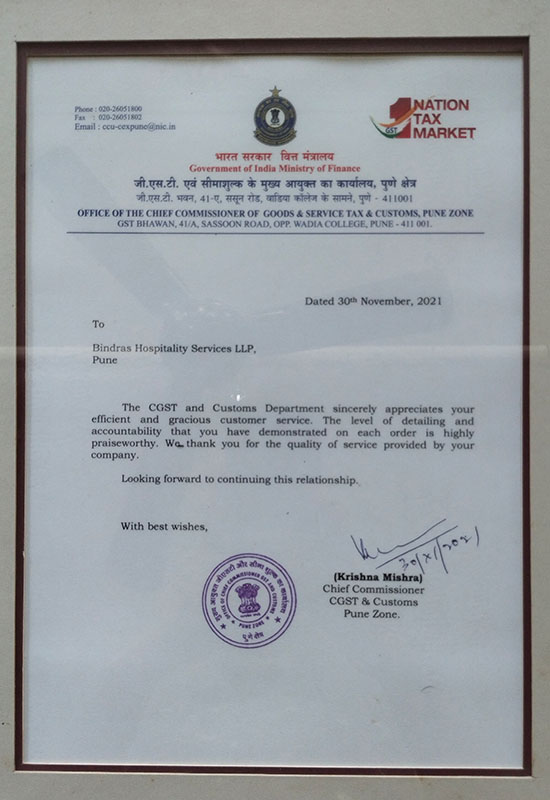 Phone : 020-26051800
Fax : 020-26051802
Email : ccu-cexpune@nic.in
1 NATION
TAX
MARKET
GST
भारत सरकार वित्त मंत्रालय
Government of India Ministry of Finance
जी.एस.टी. एवं सीमाशुल्क के मुख्य आयुक्त का कार्यालय, पुणे क्षेत्र
जी.एस.टी. भवन, 41-ए, ससून रोड, वाडिया कॉलेज के सामने, पुणे - 411001
OFFICE OF THE CHIEF COMMISSIONER OF GOODS & SERVICE TAX & CUSTOMS, PUNE ZONE
GST BHAWAN, 41/A, SASSOON ROAD, OPP. WADIA COLLEGE, PUNE - 411 001.
Dated 30th November, 2021
To
Bindras Hospitality Services LLP,
Pune
The CGST and Customs Department sincerely appreciates your
efficient and gracious customer service. The level of detailing and
accountability that you have demonstrated on each order is highly
praiseworthy. We thank you for the quality of service provided by your
company.
Looking forward to continuing this relationship.
With best wishes,
30/XI/2021
(Krishna Mishra)
Chief Commissioner
CGST & Customs
Pune Zone.
PUNE ZONE
पुणे क्षेत्र